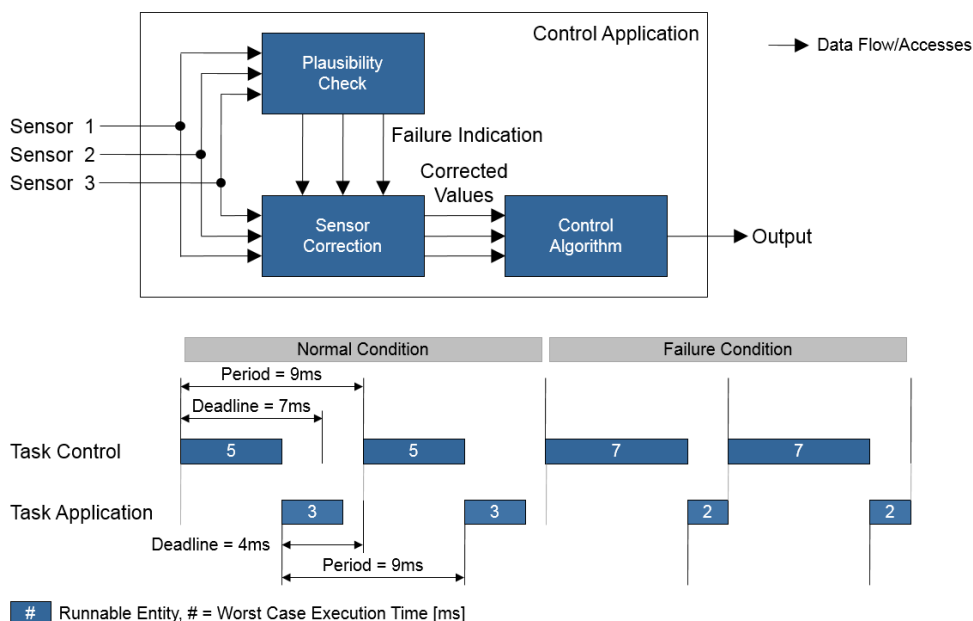 Control Application
Data Flow/Accesses
Plausibility
Check
Sensor 1
Sensor 2
Sensor 3
Failure Indication
Corrected
Values
Sensor
Correction
Control
Algorithm
Output
Normal Condition
Failure Condition
Period = 9ms
Deadline = 7ms
Task Control
5
5
7
7
Task Application
3
3
2
2
Deadline = 4ms
Period = 9ms
# Runnable Entity, # = Worst Case Execution Time [ms]